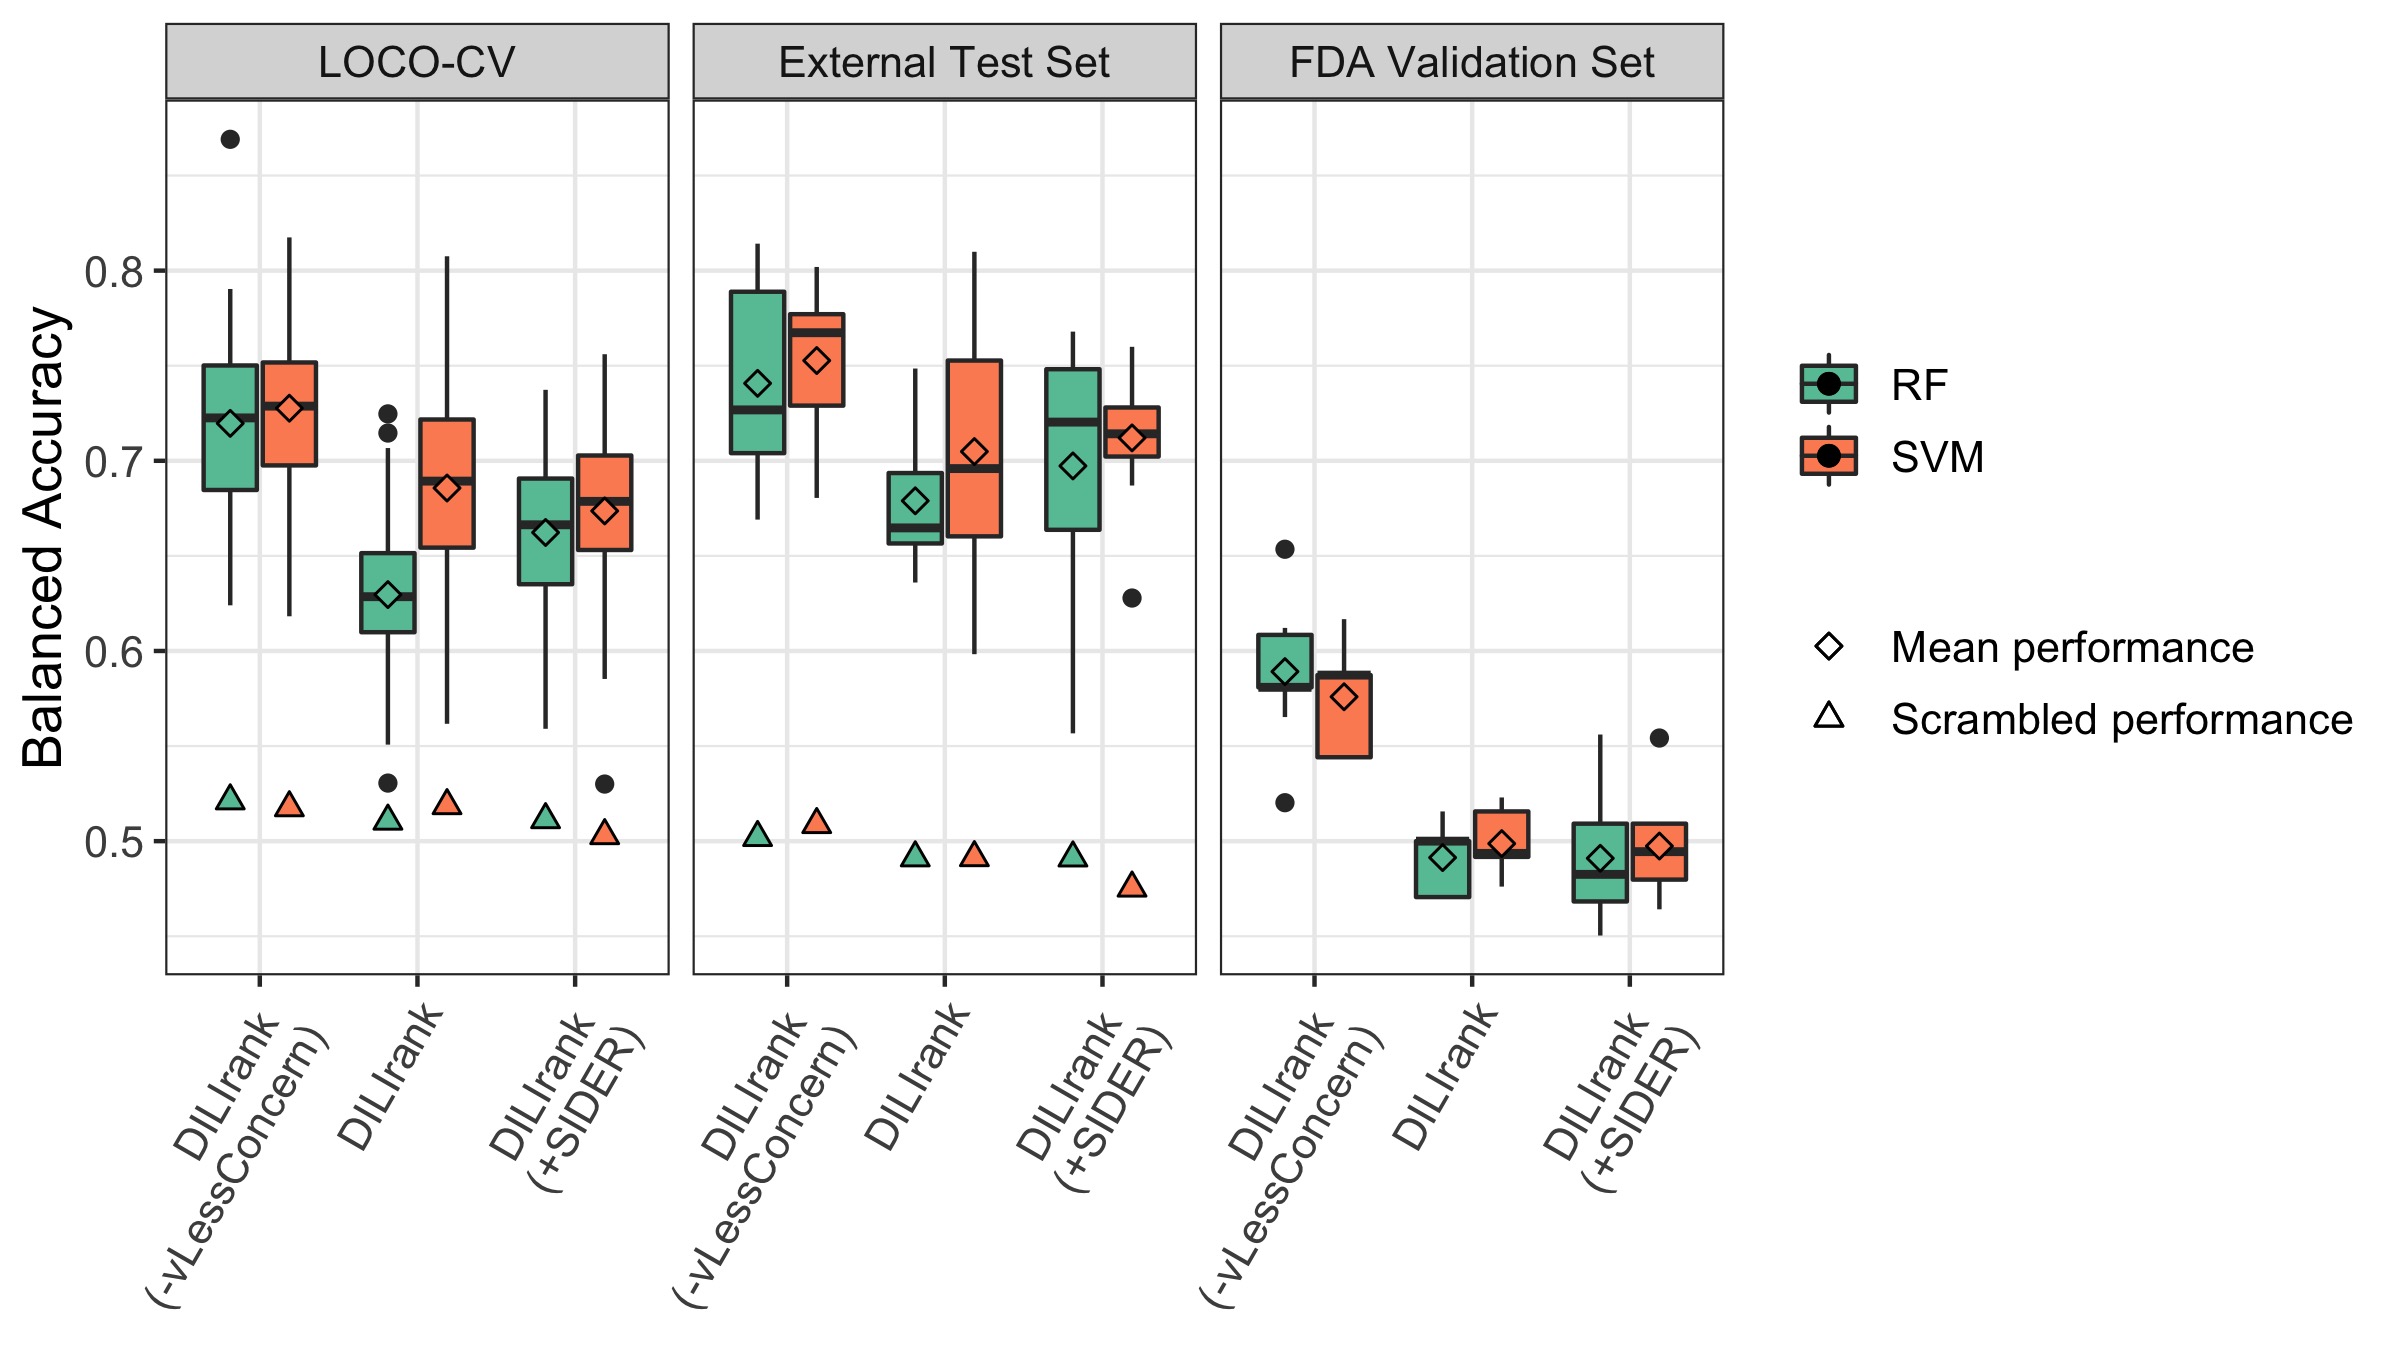 LOCO-CV
External Test Set
FDA Validation Set
Balanced Accuracy
0.8
0.7
0.6
0.5
DILIrank
(-vLessConcern)
DILIrank
DILIrank
(+SIDER)
DILIrank
(-vLessConcern)
DILIrank
DILIrank
(+SIDER)
DILIrank
(-vLessConcern)
DILIrank
DILIrank
(+SIDER)
RF
SVM
Mean performance
Scrambled performance